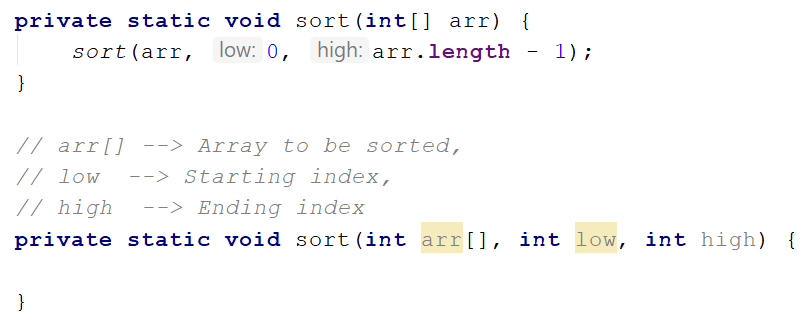 private static void sort(int[] arr) {
sort(arr, low: 0, high: arr.length - 1);
}
// arr[] --> Array to be sorted,
// low --> Starting index,
// high --> Ending index
private static void sort(int arr[], int low, int high) {
}